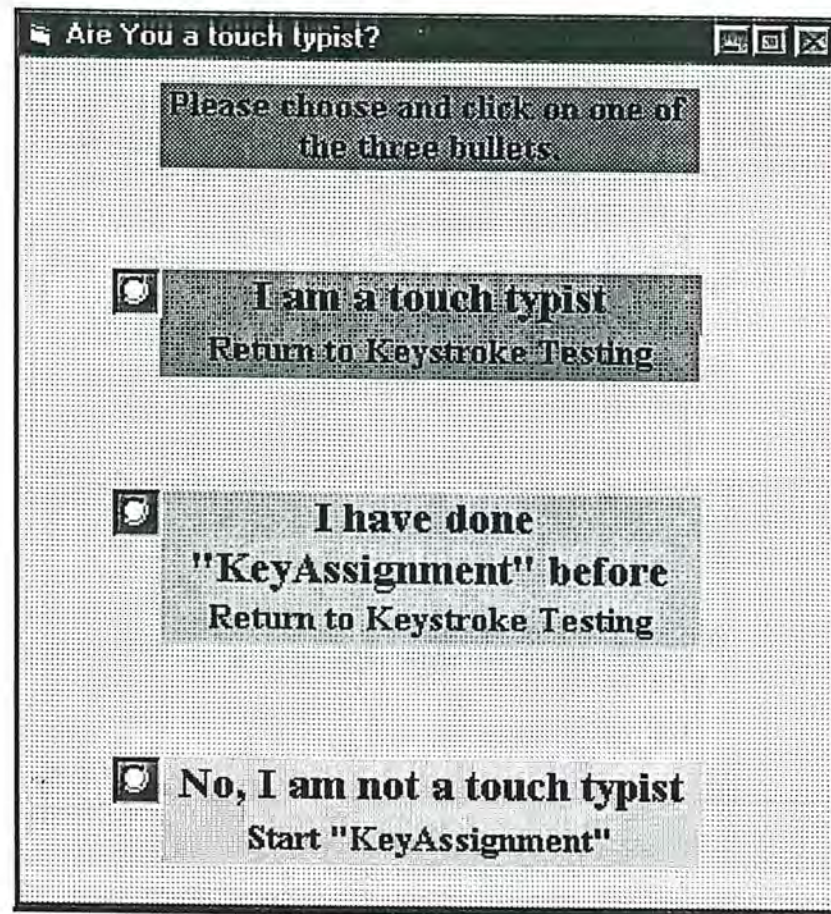 Are You a touch typist?
Please choose and click on one of
the three bullets.
I am a touch typist
Return to Keystroke Testing
I have done
"KeyAssignment" before
Return to Keystroke Testing
No, I am not a touch typist
Start "KeyAssignment"